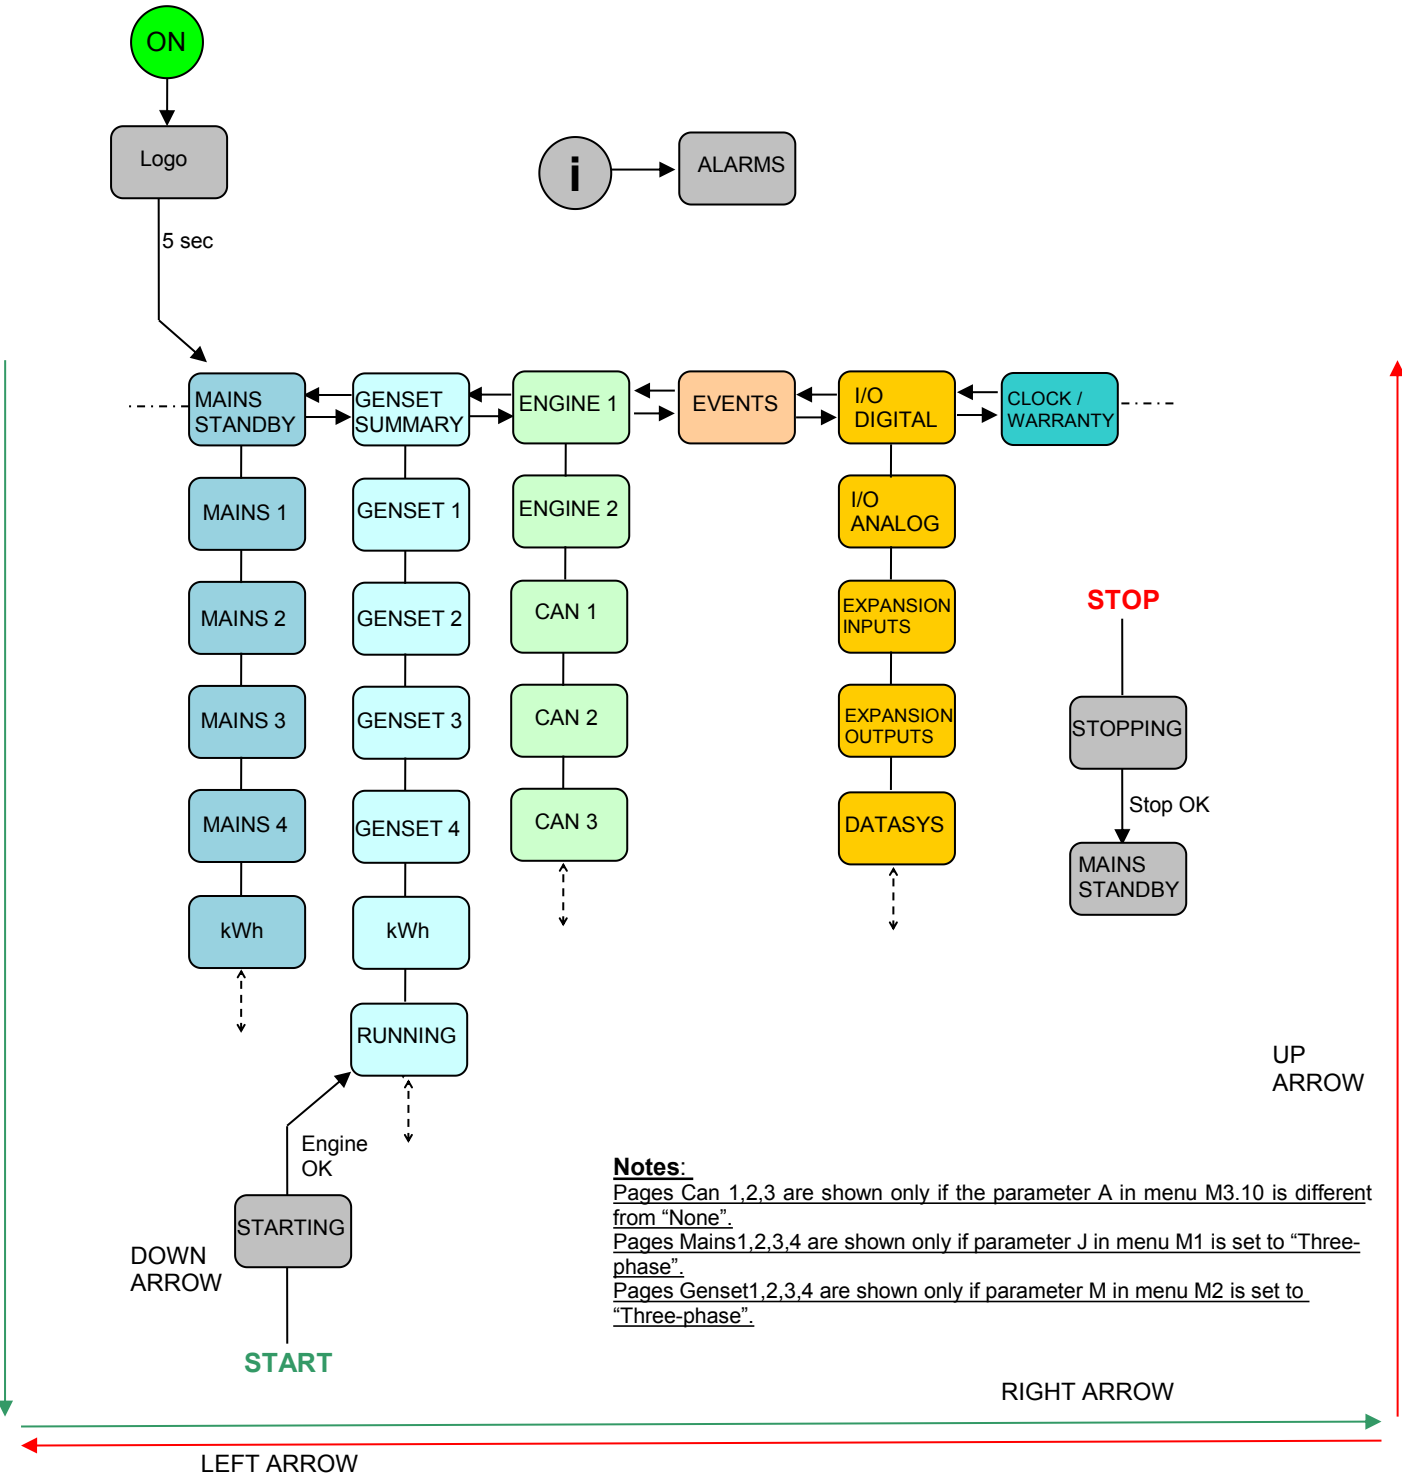 ON
Logo
i
ALARMS
5 sec
MAINS
STANDBY
GENSET
SUMMARY
ENGINE 1
EVENTS
I/O
DIGITAL
CLOCK /
WARRANTY
MAINS 1
GENSET 1
ENGINE 2
I/O
ANALOG
MAINS 2
GENSET 2
CAN 1
EXPANSION
INPUTS
STOP
MAINS 3
GENSET 3
CAN 2
EXPANSION
OUTPUTS
STOPPING
MAINS 4
GENSET 4
CAN 3
DATASYS
Stop OK
MAINS
STANDBY
kWh
kWh
RUNNING
UP
ARROW
Engine
OK
STARTING
DOWN
ARROW
START
Notes:
Pages Can 1,2,3 are shown only if the parameter A in menu M3.10 is different
from “None”.
Pages Mains1,2,3,4 are shown only if parameter J in menu M1 is set to “Three-
phase”.
Pages Genset1,2,3,4 are shown only if parameter M in menu M2 is set to
“Three-phase”.
RIGHT ARROW
LEFT ARROW